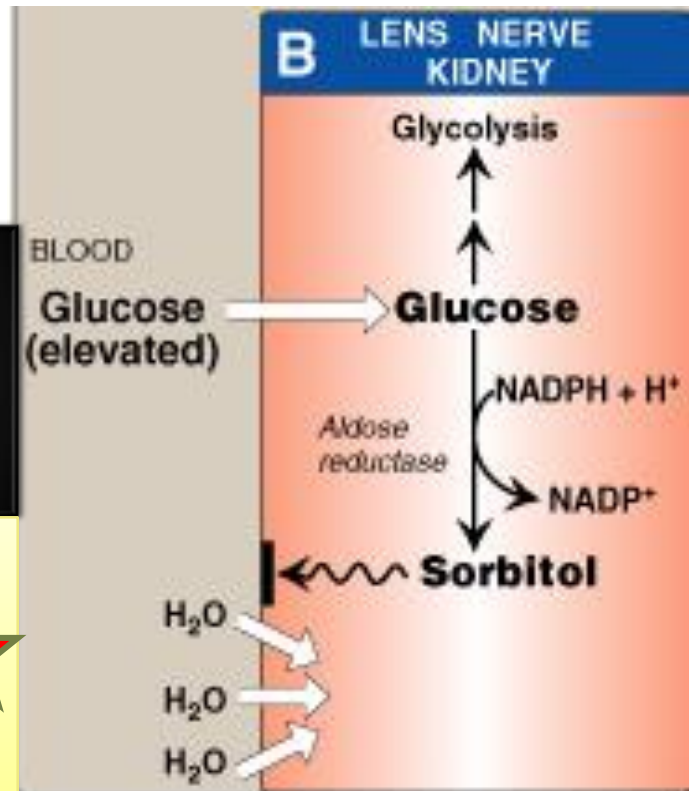 B
LENS NERVE
KIDNEY
Glycolysis
BLOOD
Glucose
(elevated)
Glucose
NADPH + H⁺
Aldose
reductase
NADP⁺
Sorbitol
H₂O
H₂O
H₂O